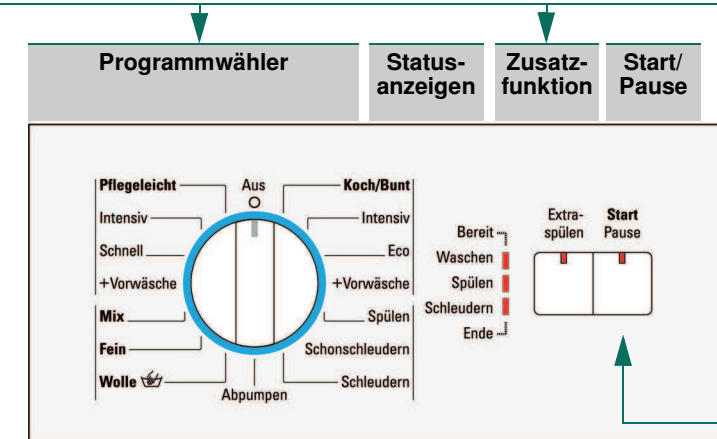 Programmwähler
Status-
anzeigen
Zusatz-
funktion
Start/
Pause
Aus
Pflegeleicht
Intensiv
Schnell
+Vorwäsche
Mix
Fein
Wolle
Koch/Bunt
Intensiv
Eco
+Vorwäsche
Spülen
Schonschleudern
Schleudern
Abpumpen
Bereit
Waschen
Spülen
Schleudern
Ende
Extra-
spülen
Start
Pause